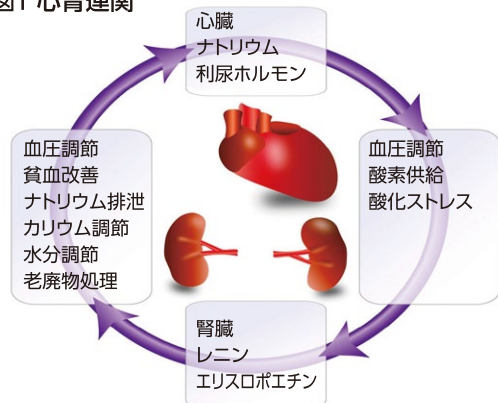 図1 心腎連関
心臓
ナトリウム
利尿ホルモン
血圧調節
酸素供給
酸化ストレス
腎臓
レニン
エリスロポエチン
血圧調節
貧血改善
ナトリウム排泄
カリウム調節
水分調節
老廃物処理